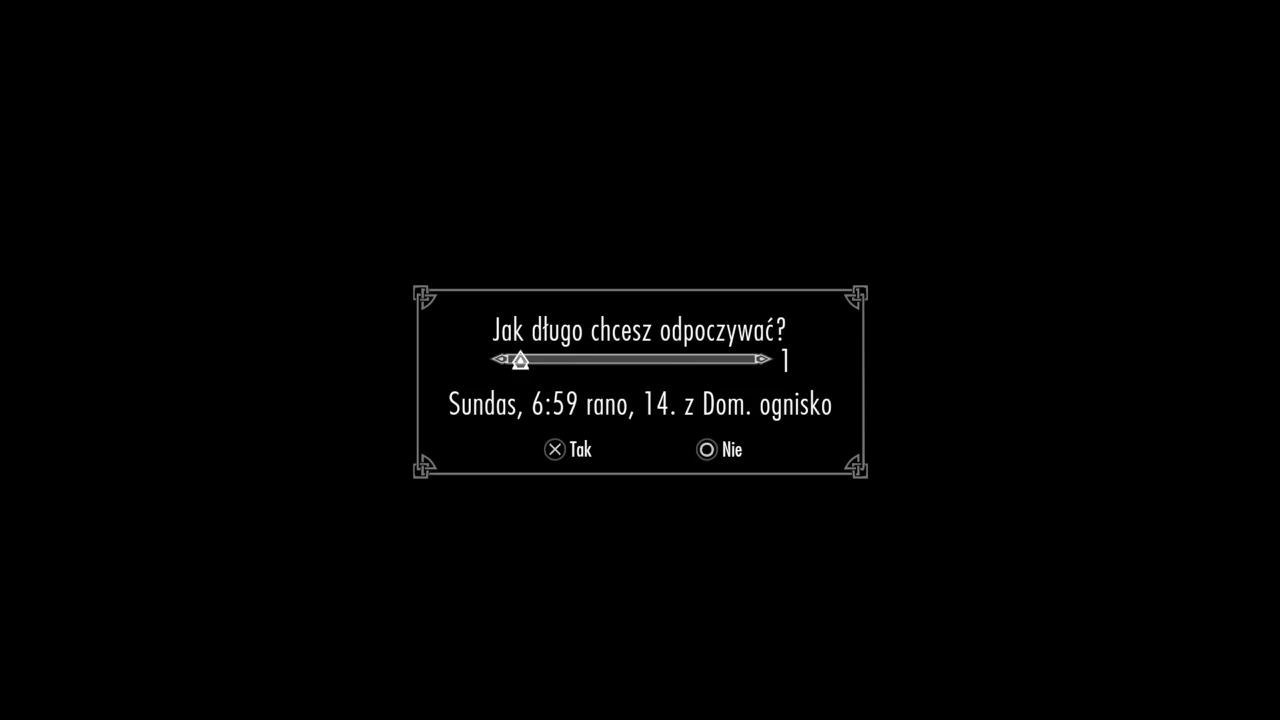 Jak długo chcesz odpoczywać?
1
Sundas, 6:59 rano, 14. z Dom. ognisko
Tak Nie